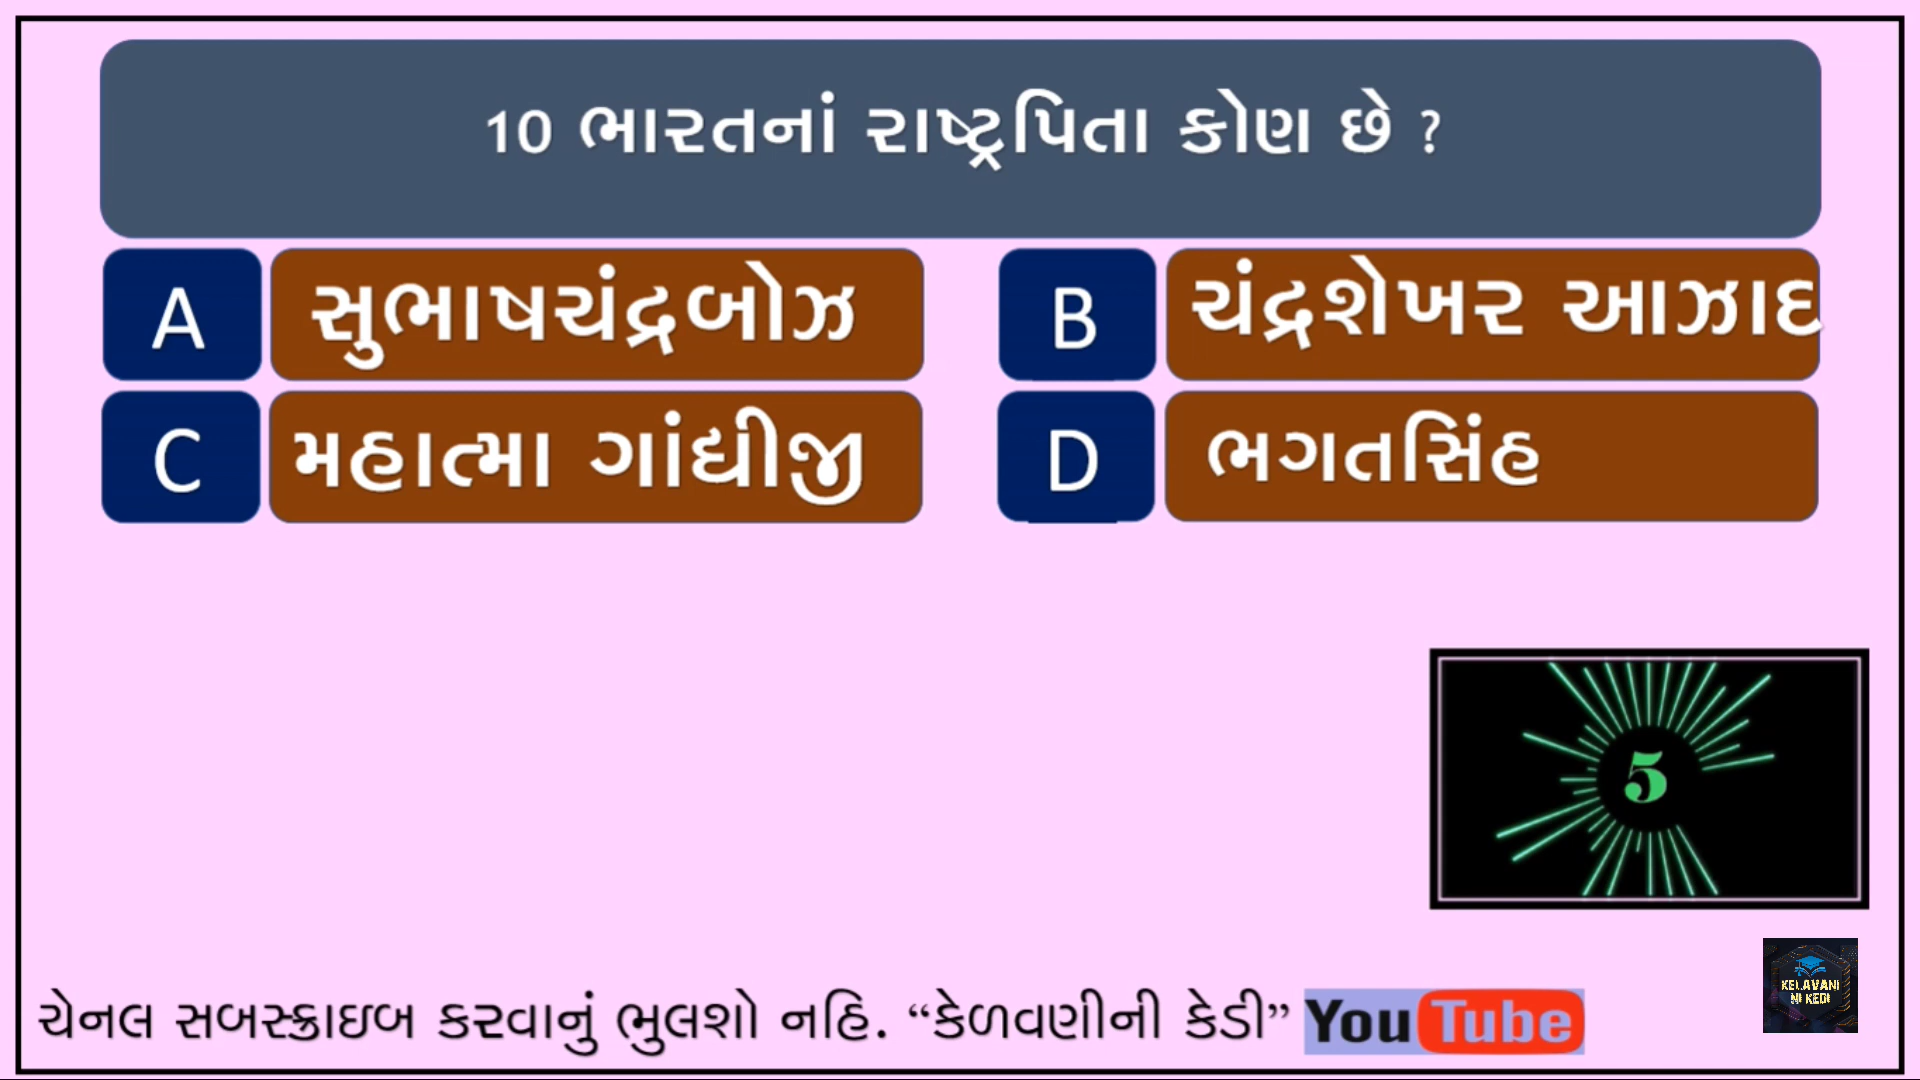 10 ભારતનાં રાષ્ટ્રપિતા કોણ છે ?
A સુભાષચંદ્રબોઝ
B ચંદ્રશેખર આઝાદ
C મહાત્મા ગાંધીજી
D ભગતસિંહ
5
KELAVANI
NI KEDI
ચેનલ સબસ્ક્રાઇબ કરવાનું ભુલશો નહિ. “કેળવણીની કેડી” YouTube